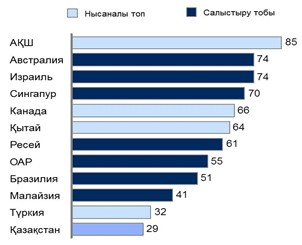 Нысаналы топ Салыстыру тобы
АҚШ 85
Австралия 74
Израиль 74
Сингапур 70
Канада 66
Қытай 64
Ресей 61
ОАР 55
Бразилия 51
Малайзия 41
Түркия 32
Қазақстан 29